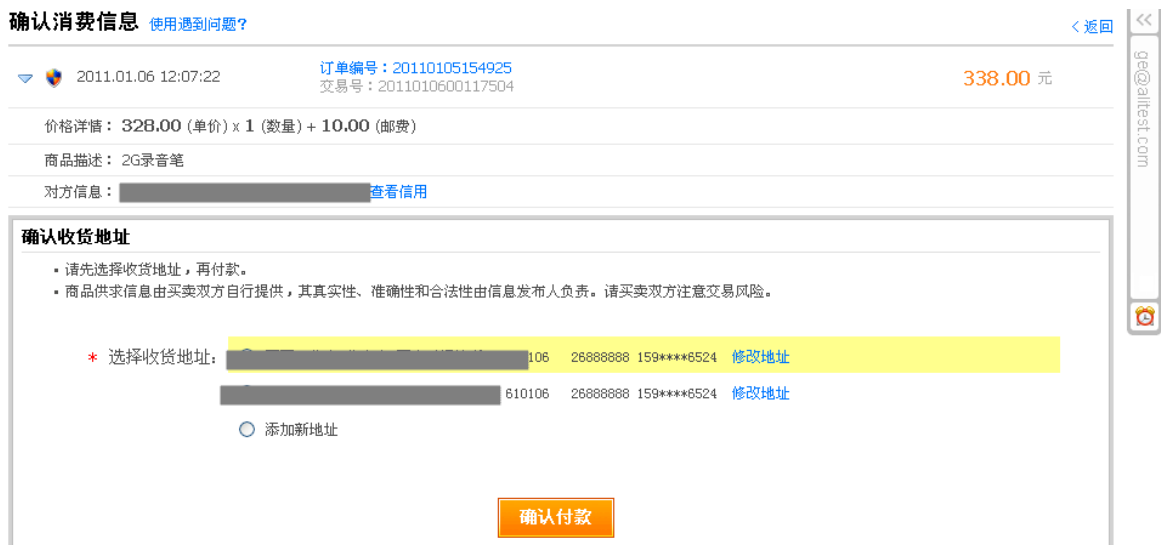 确认消费信息 使用遇到问题?
< 返回
2011.01.06 12:07:22
订单编号：20110105154925
交易号：2011010600117504
338.00 元
价格详情： 328.00 (单价) x 1 (数量) + 10.00 (邮费)
商品描述： 2G录音笔
对方信息： 查看信用
确认收货地址
▪ 请先选择收货地址，再付款。
▪ 商品供求信息由买卖双方自行提供，其真实性、准确性和合法性由信息发布人负责。请买卖双方注意交易风险。
* 选择收货地址: 106 26888888 159****6524 修改地址
610106 26888888 159****6524 修改地址
添加新地址
确认付款
<<
ge@alitest.com